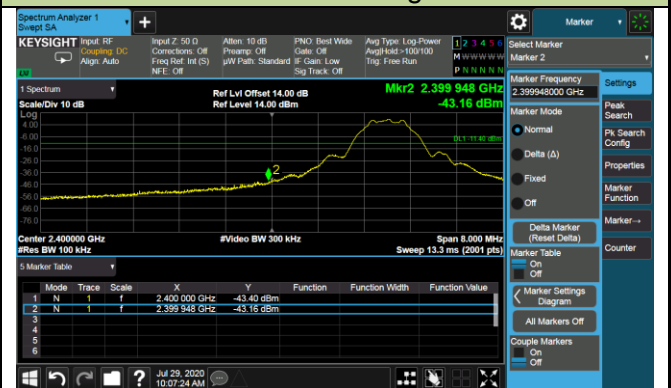 Spectrum Analyzer 1
Swept SA
Marker
KEYSIGHT
Input: RF
Coupling: DC
Align: Auto
Input Z: 50 Ω
Corrections: Off
Freq Ref: Int (S)
NFE: Off
Atten: 10 dB
Preamp: Off
µW Path: Standard
PNO: Best Wide
Gate: Off
IF Gain: Low
Sig Track: Off
Avg Type: Log-Power
Avg|Hold:>100/100
Trig: Free Run
1 2 3 4 5 6
M W W W W W
P N N N N N
Select Marker
Marker 2
LXI
1 Spectrum
Scale/Div 10 dB
Ref Lvl Offset 14.00 dB
Ref Level 14.00 dBm
Mkr2 2.399 948 GHz
-43.16 dBm
Log
4.00
-6.00
-16.0
-26.0
-36.0
-46.0
-56.0
-66.0
-76.0
DL1 -11.40 dBm
2
Center 2.400000 GHz
#Res BW 100 kHz
#Video BW 300 kHz
Span 8.000 MHz
Sweep 13.3 ms (2001 pts)
5 Marker Table
Mode Trace Scale X Y Function Function Width Function Value
1 N 1 f 2.400 000 GHz -43.40 dBm
2 N 1 f 2.399 948 GHz -43.16 dBm
3
4
5
6
Marker Frequency
2.399948000 GHz
Marker Mode
Normal
Delta (Δ)
Fixed
Off
Delta Marker
(Reset Delta)
Marker Table
On
Off
Marker Settings
Diagram
All Markers Off
Couple Markers
On
Off
Settings
Peak
Search
Pk Search
Config
Properties
Marker
Function
Marker→
Counter
Jul 29, 2020
10:07:24 AM